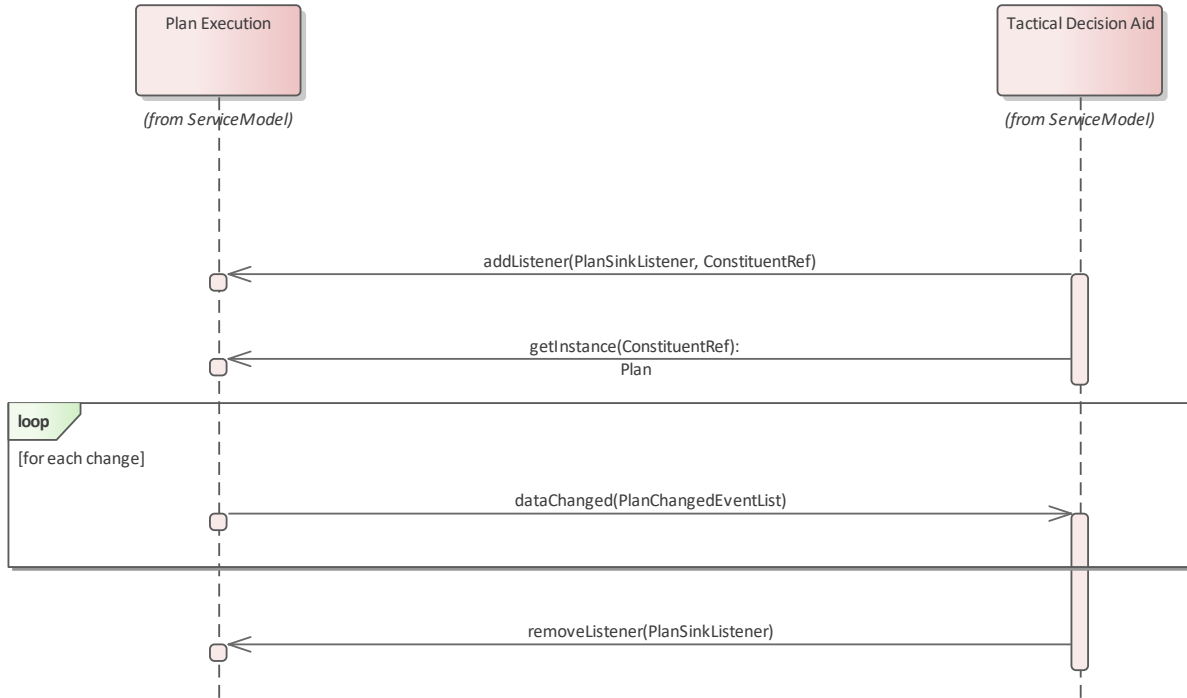 Plan Execution
Tactical Decision Aid
(from ServiceModel)
(from ServiceModel)
addListener(PlanSinkListener, ConstituentRef)
getInstance(ConstituentRef):
Plan
loop
[for each change]
dataChanged(PlanChangedEventList)
removeListener(PlanSinkListener)